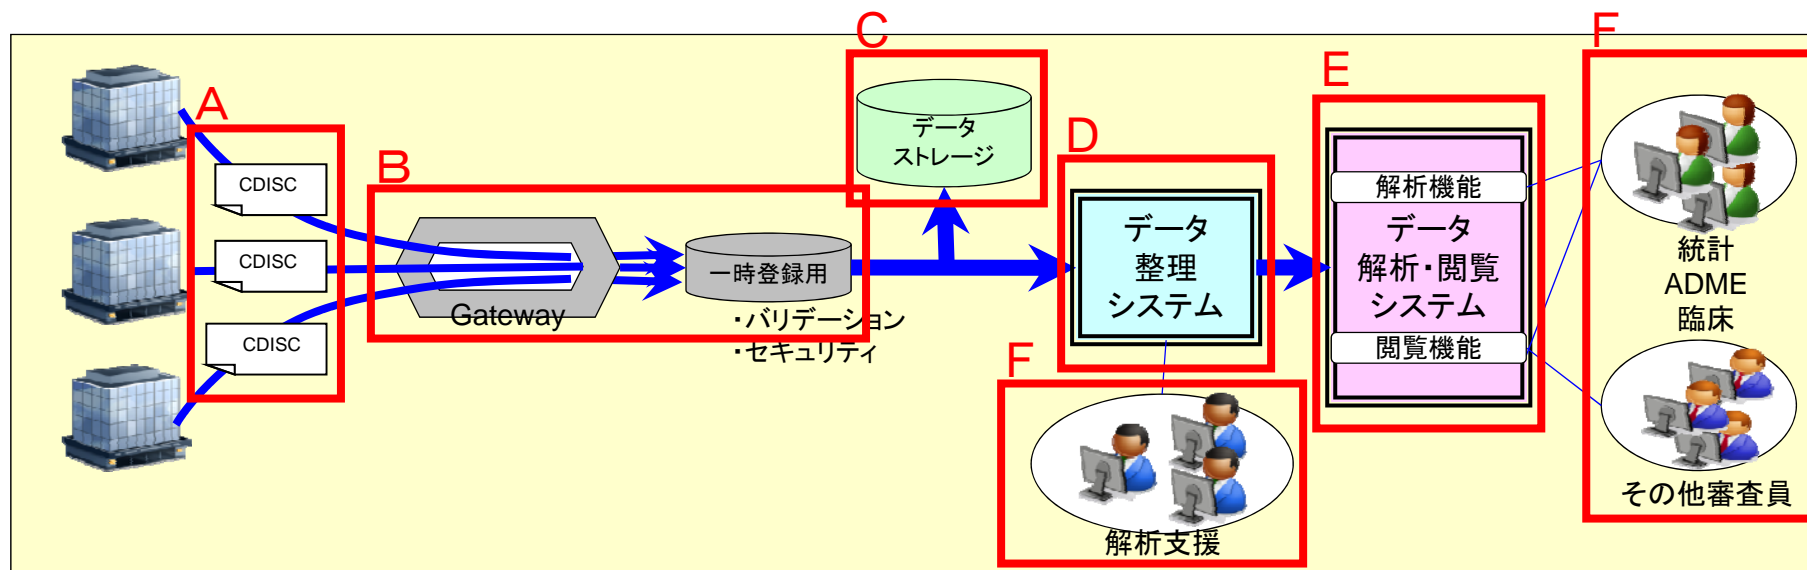 A
CDISC
CDISC
CDISC
B
Gateway
一時登録用
・バリデーション
・セキュリティ
C
データ
ストレージ
D
データ
整理
システム
F
解析支援
E
解析機能
データ
解析・閲覧
システム
閲覧機能
F
統計
ADME
臨床
その他審査員